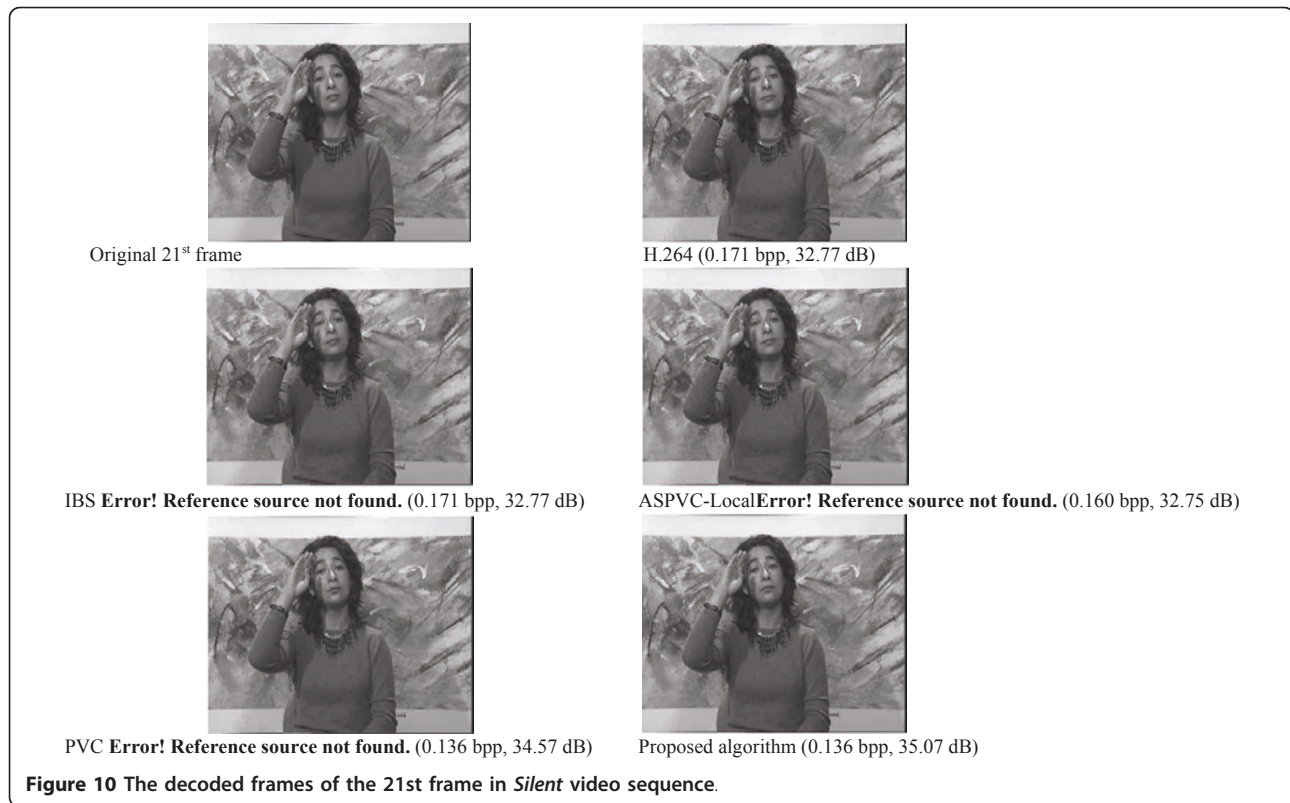 Original 21st frame
H.264 (0.171 bpp, 32.77 dB)
IBS Error! Reference source not found. (0.171 bpp, 32.77 dB)
ASPVC-LocalError! Reference source not found. (0.160 bpp, 32.75 dB)
PVC Error! Reference source not found. (0.136 bpp, 34.57 dB)
Proposed algorithm (0.136 bpp, 35.07 dB)
Figure 10 The decoded frames of the 21st frame in Silent video sequence.